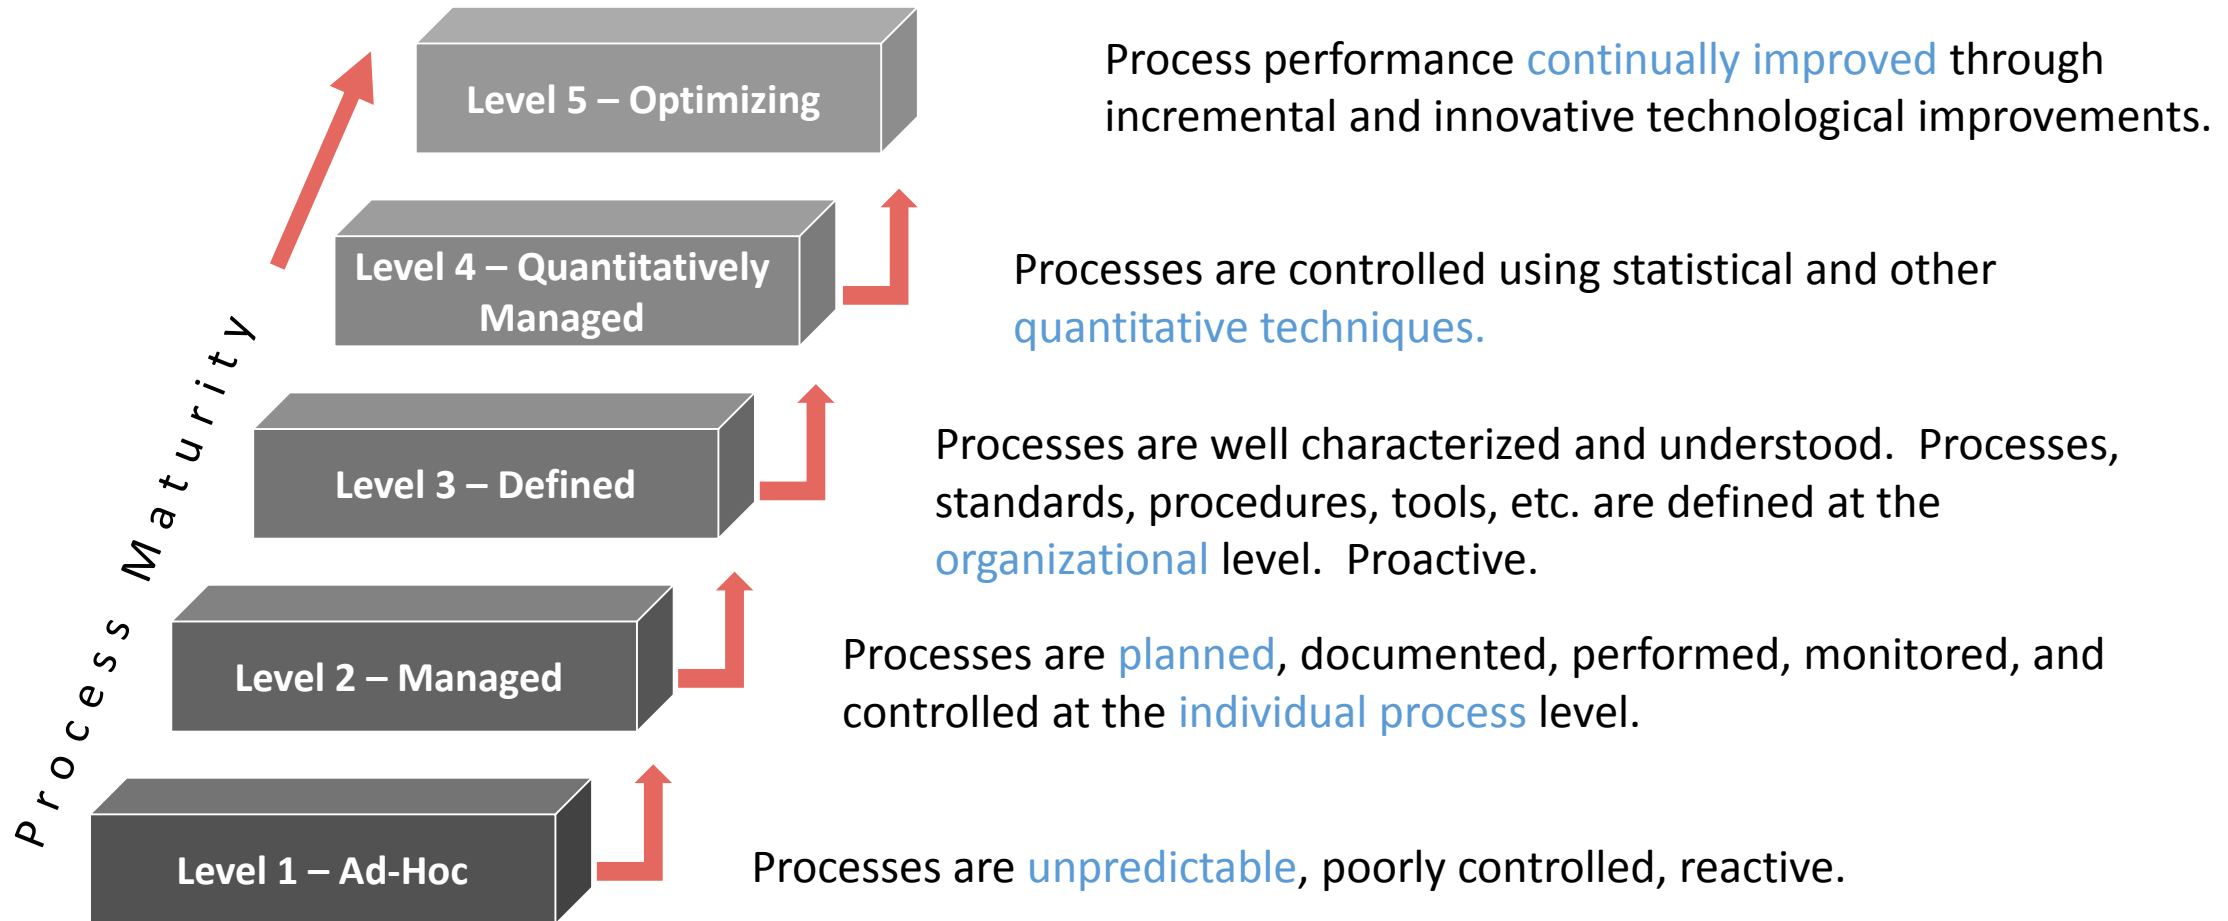 Level 5 – Optimizing
Process performance continually improved through
incremental and innovative technological improvements.
Level 4 – Quantitatively
Managed
Processes are controlled using statistical and other
quantitative techniques.
Level 3 – Defined
Processes are well characterized and understood.  Processes,
standards, procedures, tools, etc. are defined at the
organizational level.  Proactive.
Level 2 – Managed
Processes are planned, documented, performed, monitored, and
controlled at the individual process level.
Level 1 – Ad-Hoc
Processes are unpredictable, poorly controlled, reactive.
Process Maturity